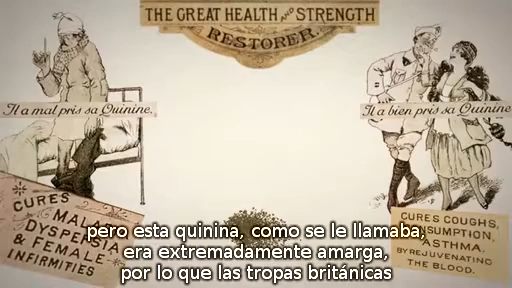 THE GREAT HEALTH AND STRENGTH
RESTORER.
Il a mal pris sa Quinine.
Il a bien pris sa Quinine
CURES
MALA
DYSPEPSIA
& FEMALE
INFIRMITIES
CURES COUGHS,
SUMPTION,
ASTHMA.
BY REJUVENATING
THE BLOOD.
pero esta quinina, como se le llamaba,
era extremadamente amarga,
por lo que las tropas británicas